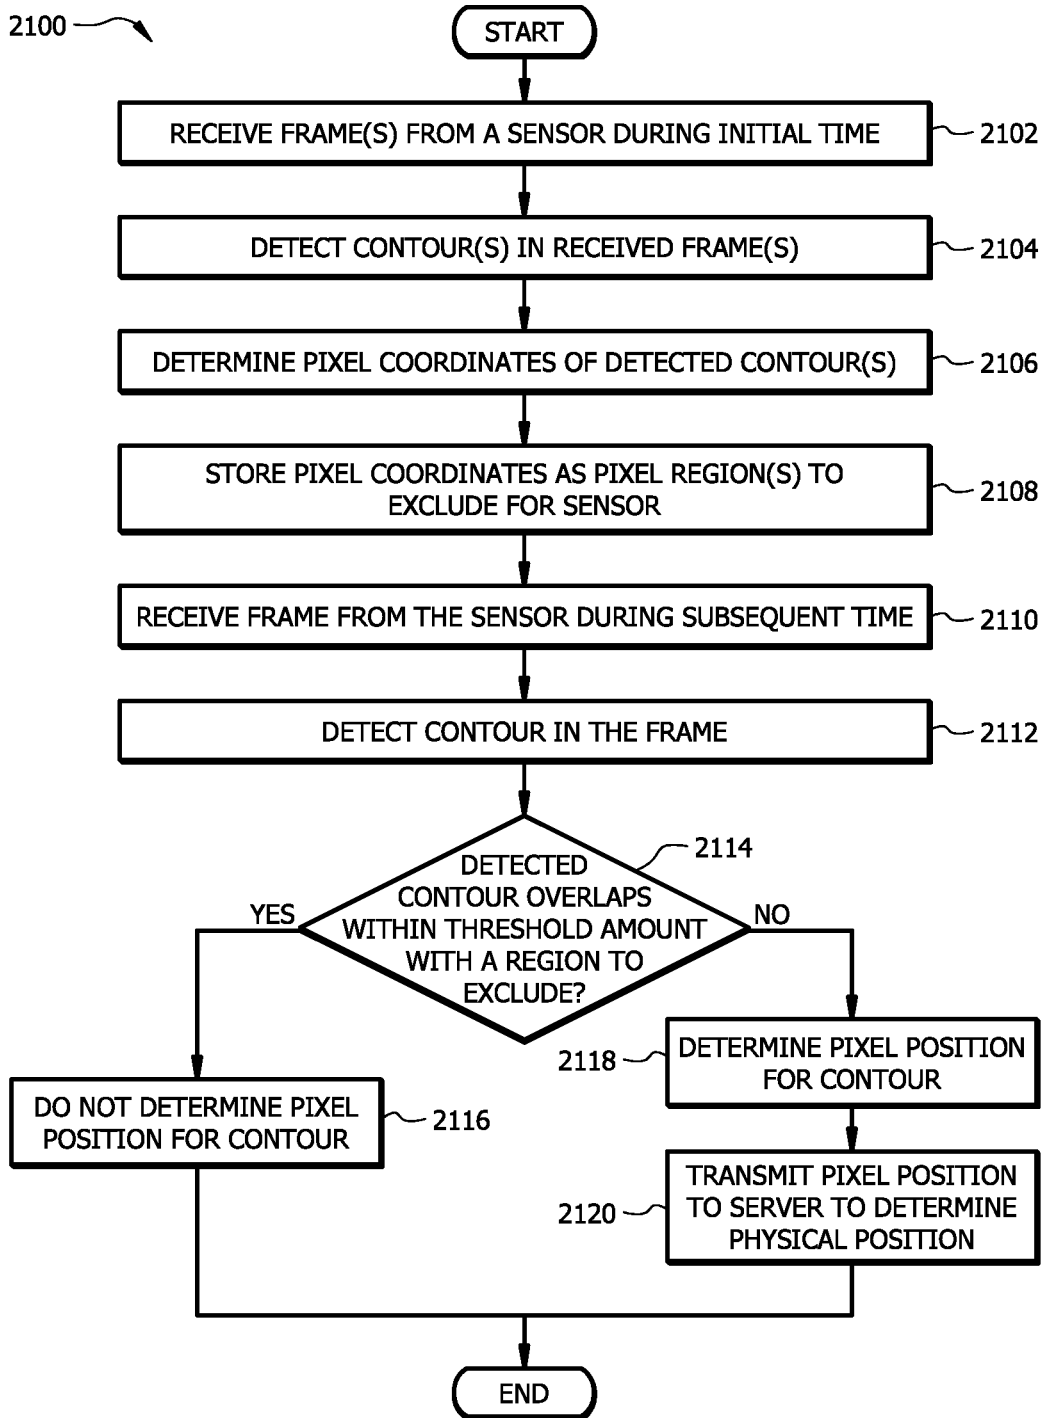 2100
START
RECEIVE FRAME(S) FROM A SENSOR DURING INITIAL TIME
2102
DETECT CONTOUR(S) IN RECEIVED FRAME(S)
2104
DETERMINE PIXEL COORDINATES OF DETECTED CONTOUR(S)
2106
STORE PIXEL COORDINATES AS PIXEL REGION(S) TO
EXCLUDE FOR SENSOR
2108
RECEIVE FRAME FROM THE SENSOR DURING SUBSEQUENT TIME
2110
DETECT CONTOUR IN THE FRAME
2112
DETECTED
CONTOUR OVERLAPS
WITHIN THRESHOLD AMOUNT
WITH A REGION TO
EXCLUDE?
2114
YES
NO
DO NOT DETERMINE PIXEL
POSITION FOR CONTOUR
2116
2118
DETERMINE PIXEL POSITION
FOR CONTOUR
2120
TRANSMIT PIXEL POSITION
TO SERVER TO DETERMINE
PHYSICAL POSITION
END